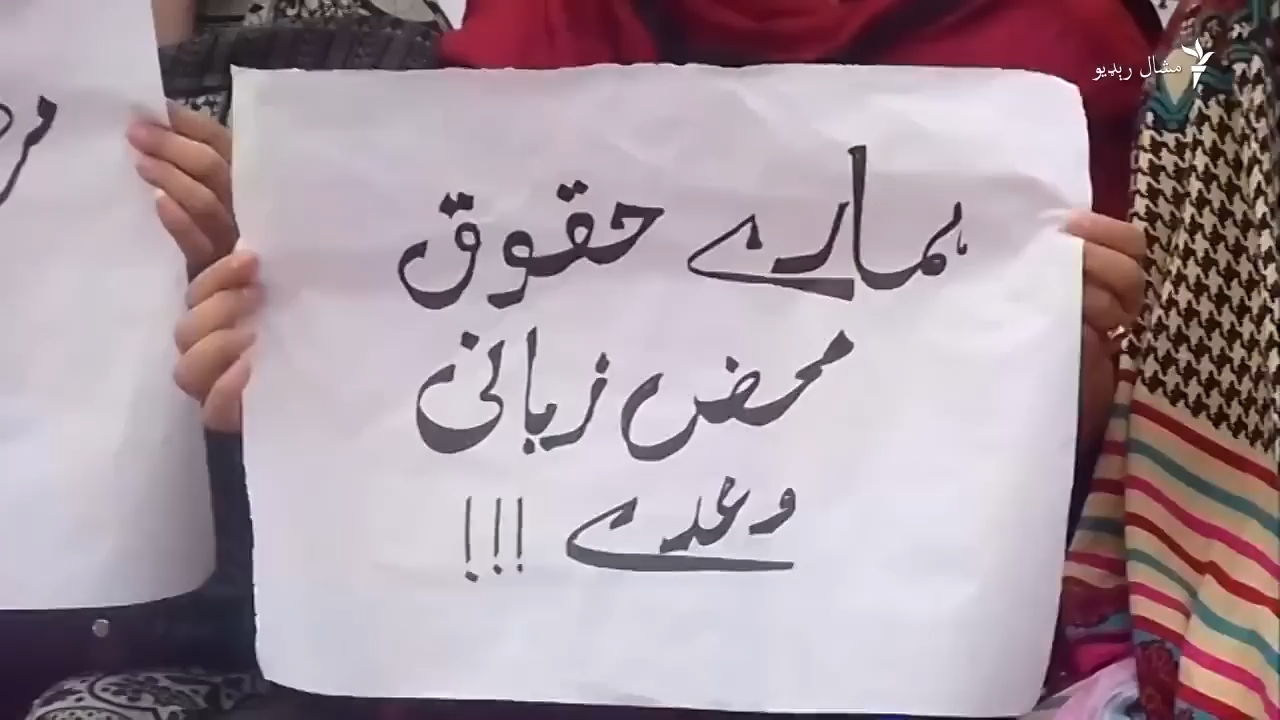 مشال ریډیو
ہمارے حقوق
محض زبانی
وعدے !!!